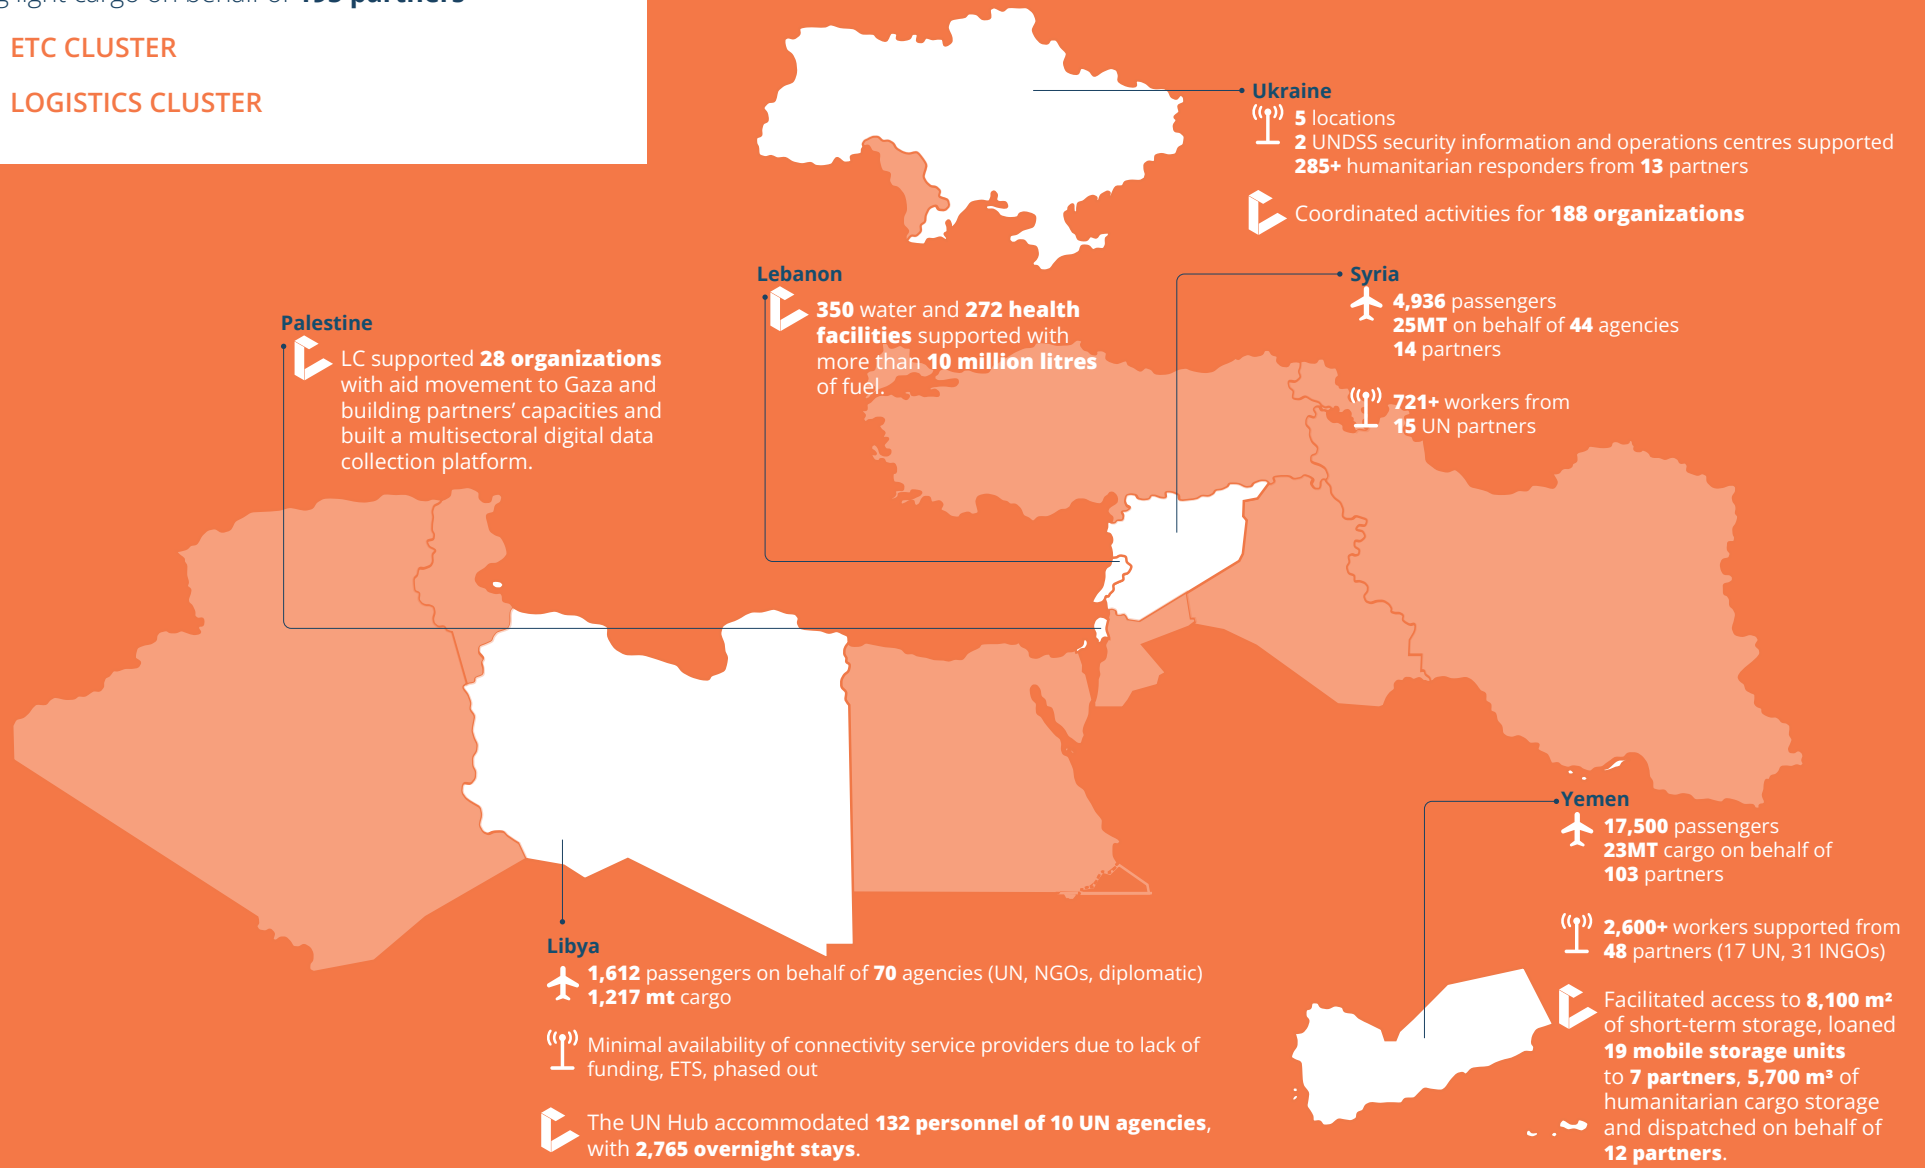 light cargo on behalf of 195 partners
ETC CLUSTER
LOGISTICS CLUSTER
Ukraine
5 locations
2 UNDSS security information and operations centres supported
285+ humanitarian responders from 13 partners
Coordinated activities for 188 organizations
Lebanon
350 water and 272 health
facilities supported with
more than 10 million litres
of fuel.
Syria
4,936 passengers
25MT on behalf of 44 agencies
14 partners
721+ workers from
15 UN partners
Palestine
LC supported 28 organizations
with aid movement to Gaza and
building partners’ capacities and
built a multisectoral digital data
collection platform.
Libya
1,612 passengers on behalf of 70 agencies (UN, NGOs, diplomatic)
1,217 mt cargo
Minimal availability of connectivity service providers due to lack of
funding, ETS, phased out
The UN Hub accommodated 132 personnel of 10 UN agencies,
with 2,765 overnight stays.
Yemen
17,500 passengers
23MT cargo on behalf of
103 partners
2,600+ workers supported from
48 partners (17 UN, 31 INGOs)
Facilitated access to 8,100 m²
of short-term storage, loaned
19 mobile storage units
to 7 partners, 5,700 m³ of
humanitarian cargo storage
and dispatched on behalf of
12 partners.